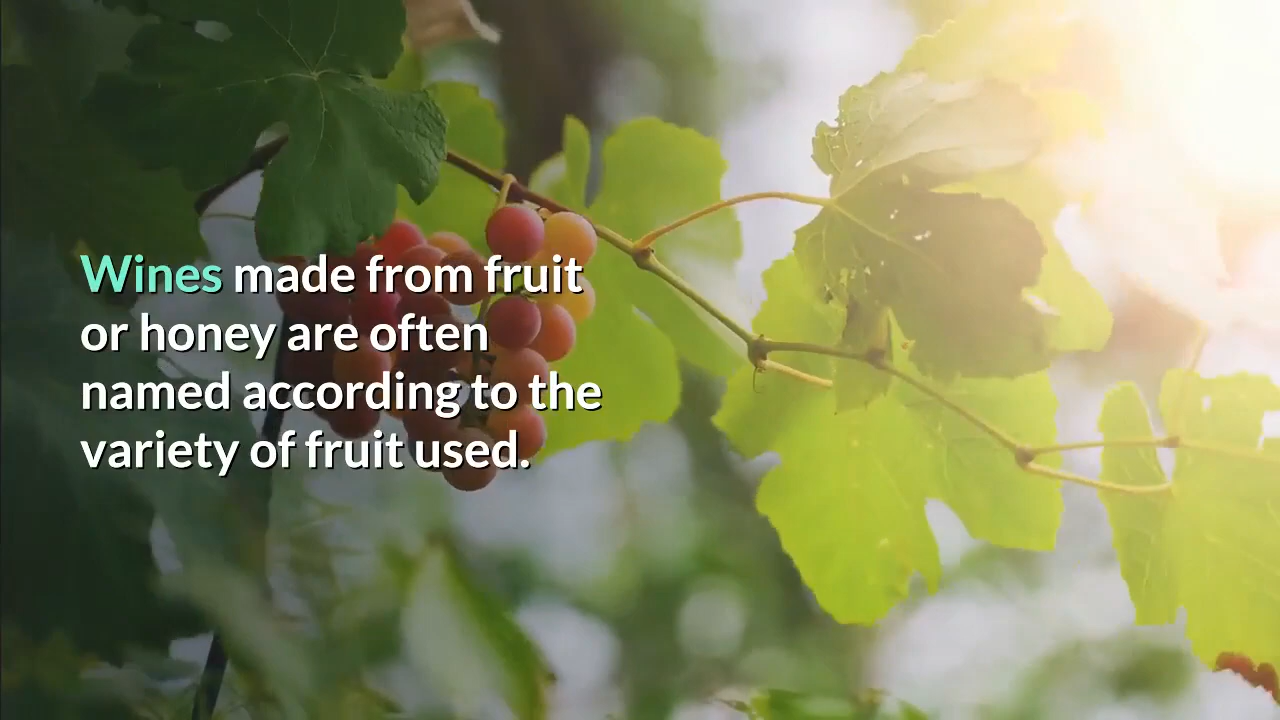 Wines made from fruit
or honey are often
named according to the
variety of fruit used.